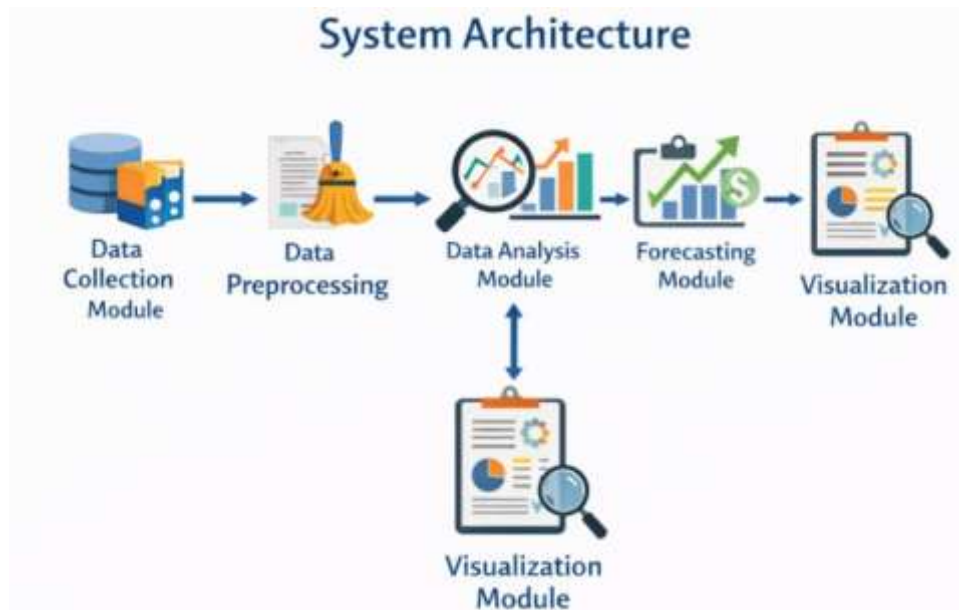 System Architecture
Data
Collection
Module
Data
Preprocessing
Data Analysis
Module
Forecasting
Module
$
Visualization
Module
Visualization
Module